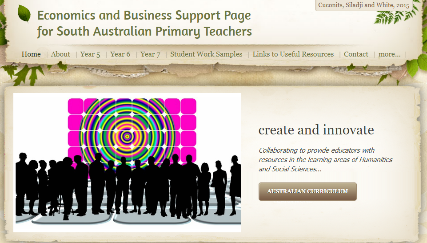 Cuzonits, Siladji and White, 2015
Economics and Business Support Page
for South Australian Primary Teachers
Home | About | Year 5 | Year 6 | Year 7 | Student Work Samples | Links to Useful Resources | Contact | more...
create and innovate
Collaborating to provide educators with
resources in the learning areas of Humanities
and Social Sciences...
AUSTRALIAN CURRICULUM